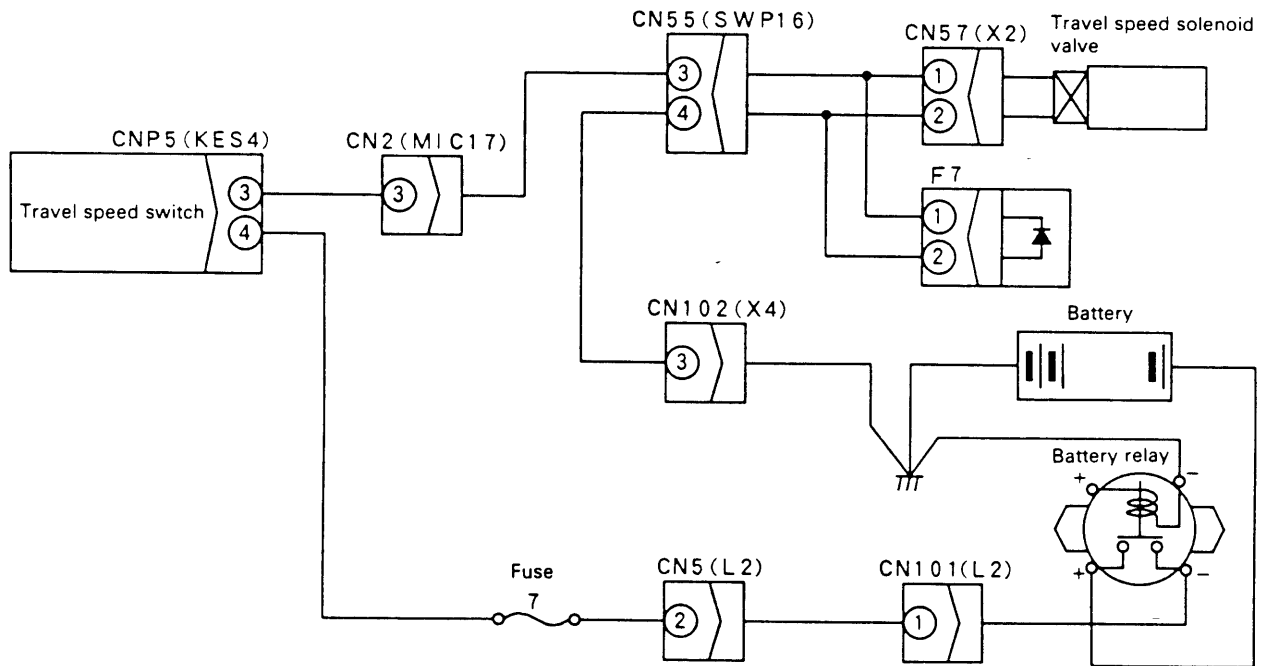 CN55(SWP16)
CN57(X2)
Travel speed solenoid
valve
3
4
1
2
CNP5(KES4)
CN2(MIC17)
Travel speed switch
3
4
3
F7
1
2
CN102(X4)
3
Battery
Battery relay
+
-
+
-
Fuse
7
CN5(L2)
2
CN101(L2)
1